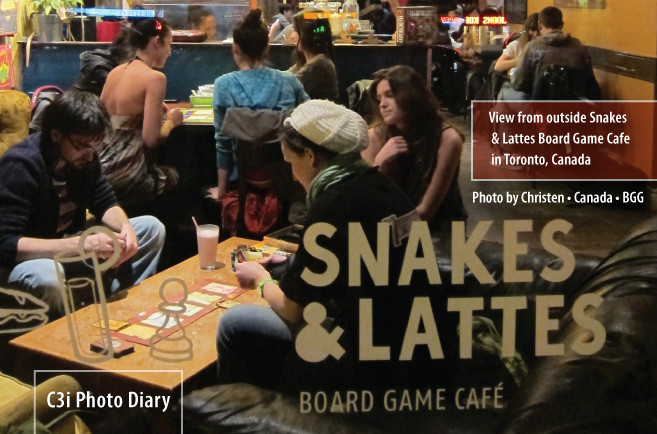 View from outside Snakes
& Lattes Board Game Cafe
in Toronto, Canada
Photo by Christen • Canada • BGG
SNAKES
&LATTES
BOARD GAME CAFÉ
C3i Photo Diary